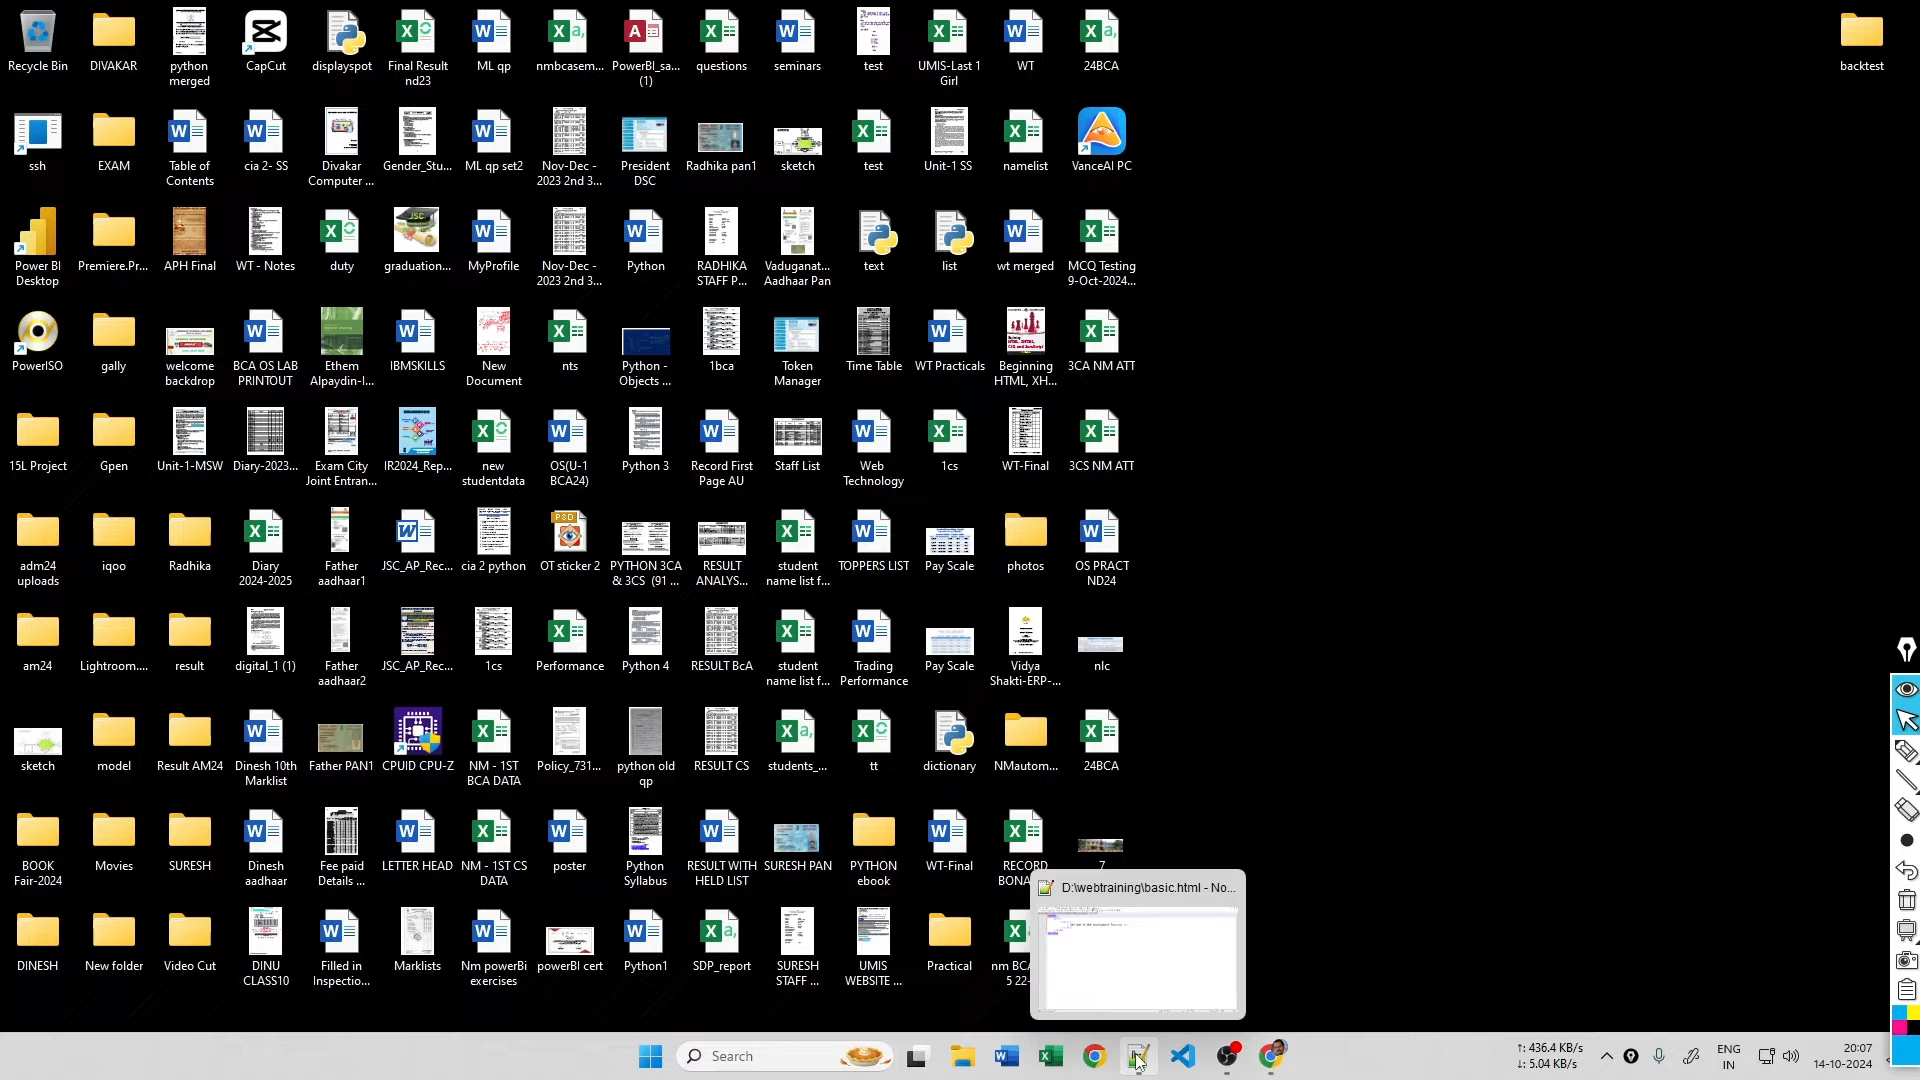 Recycle Bin
DIVAKAR
python
merged
CapCut
displayspot
Final Result
nd23
ML qp
nmbcasem...
PowerBI_sa...
(1)
questions
seminars
test
UMIS-Last 1
Girl
WT
24BCA
backtest
ssh
EXAM
Table of
Contents
cia 2- SS
Divakar
Computer ...
Gender_Stu...
ML qp set2
Nov-Dec -
2023 2nd 3...
President
DSC
Radhika pan1
sketch
test
Unit-1 SS
namelist
VanceAI PC
Power BI
Desktop
Premiere.Pr...
APH Final
WT - Notes
duty
graduation...
MyProfile
Nov-Dec -
2023 2nd 3...
Python
RADHIKA
STAFF P...
Vaduganat...
Aadhaar Pan
text
list
wt merged
MCQ Testing
9-Oct-2024...
PowerISO
gally
welcome
backdrop
BCA OS LAB
PRINTOUT
Ethem
Alpaydin-I...
IBMSKILLS
New
Document
nts
Python -
Objects ...
1bca
Token
Manager
Time Table
WT Practicals
Beginning
HTML, XH...
3CA NM ATT
15L Project
Gpen
Unit-1-MSW
Diary-2023...
Exam City
Joint Entran...
IR2024_Rep...
new
studentdata
OS(U-1
BCA24)
Python 3
Record First
Page AU
Staff List
Web
Technology
1cs
WT-Final
3CS NM ATT
adm24
uploads
iqoo
Radhika
Diary
2024-2025
Father
aadhaar1
JSC_AP_Rec...
cia 2 python
PSD
OT sticker 2
PYTHON 3CA
& 3CS (91 ...
RESULT
ANALYS...
student
name list f...
TOPPERS LIST
Pay Scale
photos
OS PRACT
ND24
am24
Lightroom....
result
digital_1 (1)
Father
aadhaar2
JSC_AP_Rec...
1cs
Performance
Python 4
RESULT BcA
student
name list f...
Trading
Performance
Pay Scale
Vidya
Shakti-ERP-...
nlc
sketch
model
Result AM24
Dinesh 10th
Marklist
Father PAN1
CPUID CPU-Z
NM - 1ST
BCA DATA
Policy_731...
python old
qp
RESULT CS
students_...
tt
dictionary
NMautom...
24BCA
BOOK
Fair-2024
Movies
SURESH
Dinesh
aadhaar
Fee paid
Details ...
LETTER HEAD
NM - 1ST CS
DATA
poster
Python
Syllabus
RESULT WITH
HELD LIST
SURESH PAN
PYTHON
ebook
WT-Final
RECORD
BONA
7
D:\webtraining\basic.html - No...
DINESH
New folder
Video Cut
DINU
CLASS10
Filled in
Inspectio...
Marklists
Nm powerBi
exercises
powerBI cert
Python1
SDP_report
SURESH
STAFF ...
UMIS
WEBSITE ...
Practical
nm BCA
5 22-
Search
↑: 436.4 KB/s
↓: 5.04 KB/s
ENG
IN
20:07
14-10-2024